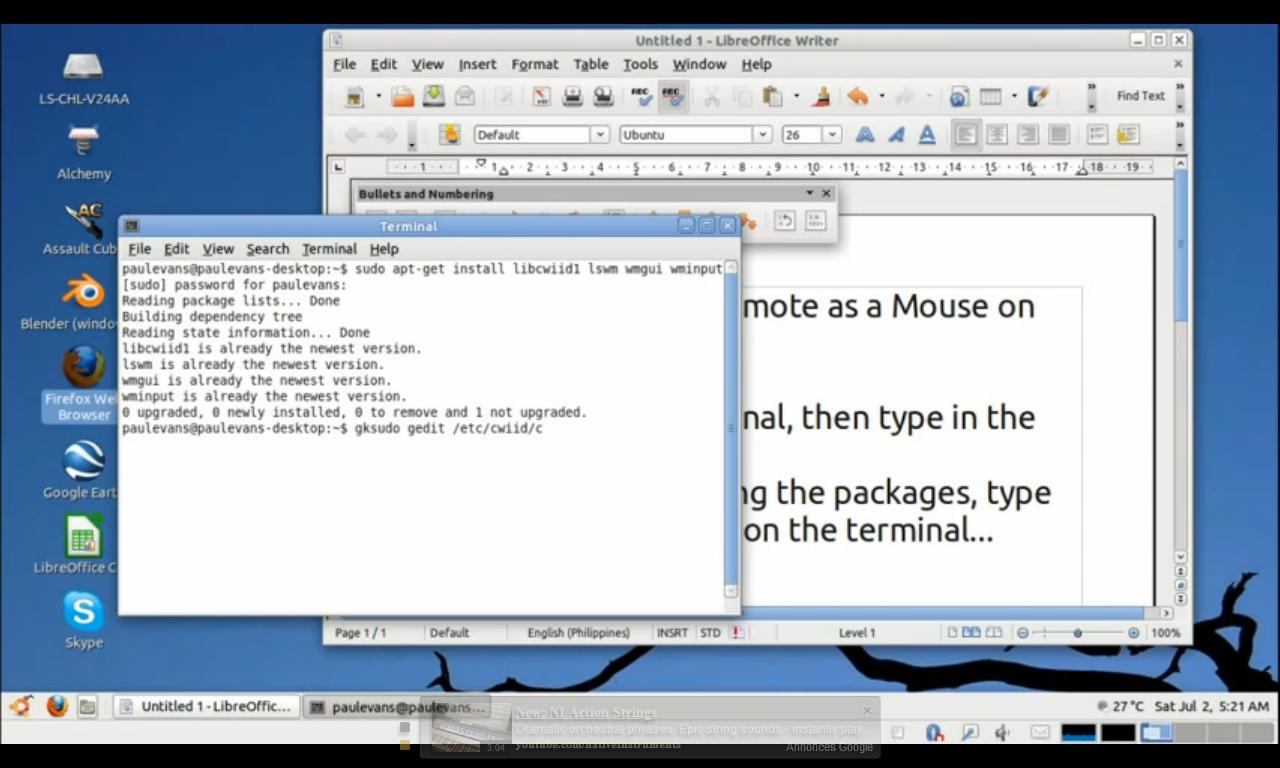 LS-CHL-V24AA
Alchemy
AC
Assault Cub
Blender (windo
Firefox We
Browser
Google Eart
LibreOffice C
Skype
Untitled 1 - LibreOffice Writer
File Edit View Insert Format Table Tools Window Help
Find Text
Default
Ubuntu
26
1 1 2 3 4 5 6 7 8 9 10 11 12 13 14 15 16 17 18 19
Bullets and Numbering
Terminal
File Edit View Search Terminal Help
paulevans@paulevans-desktop:~$ sudo apt-get install libcwiid1 lswm wmgui wminput
[sudo] password for paulevans:
Reading package lists... Done
Building dependency tree
Reading state information... Done
libcwiid1 is already the newest version.
lswm is already the newest version.
wmgui is already the newest version.
wminput is already the newest version.
0 upgraded, 0 newly installed, 0 to remove and 1 not upgraded.
paulevans@paulevans-desktop:~$ gksudo gedit /etc/cwiid/c
mote as a Mouse on
nal, then type in the
ng the packages, type
on the terminal...
Page 1 / 1 Default English (Philippines) INSRT STD Level 1 100%
Untitled 1 - LibreOffic...
paulevans@paulevans...
27 °C Sat Jul 2, 5:21 AM
New: NI Action Strings
Dramatic orchestral phrases. Epic string sounds - instantly play...
youtube.com/nativeinstruments
3:04
Annonces Google